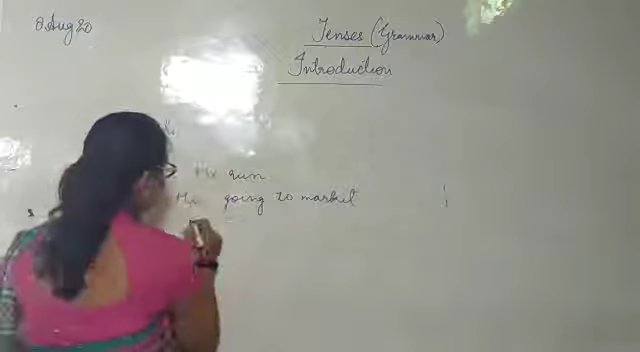 8 Aug 20
Tenses (Grammar)
Introduction
He run
He going to market